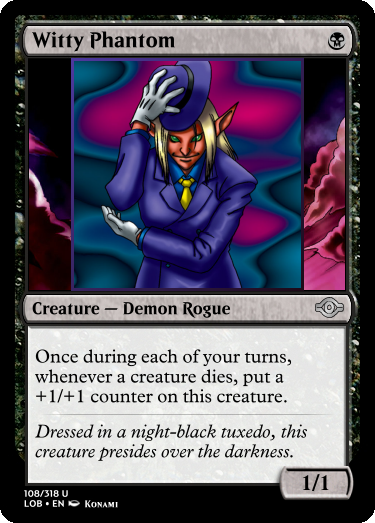 Witty Phantom
Creature — Demon Rogue
Once during each of your turns,
whenever a creature dies, put a
+1/+1 counter on this creature.
Dressed in a night-black tuxedo, this
creature presides over the darkness.
1/1
108/318 U
LOB • EN Konami